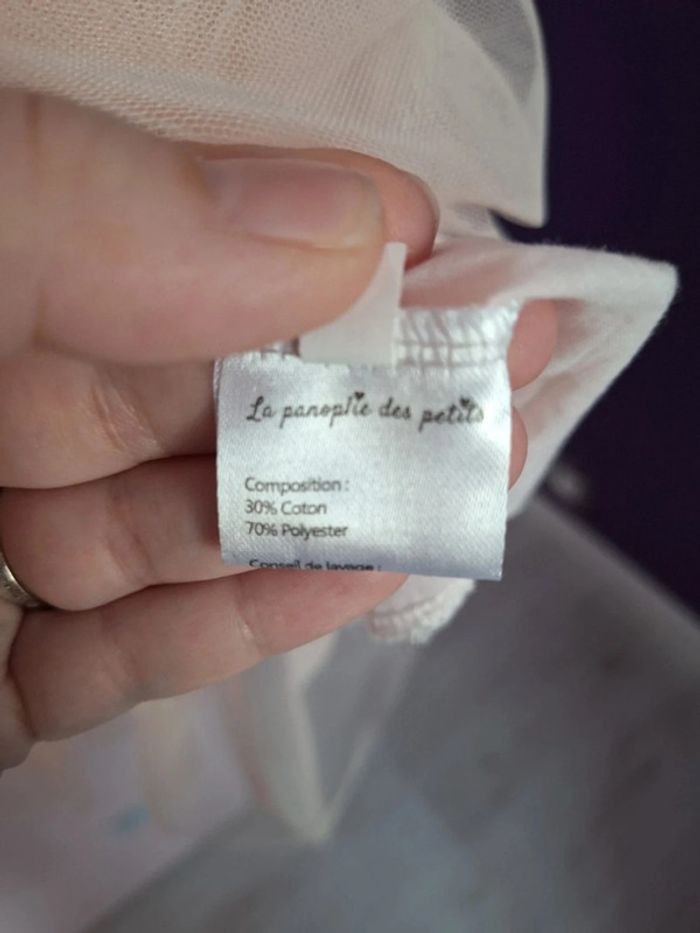 La panoplie des petits
Composition :
30% Coton
70% Polyester
Conseil de lavage :